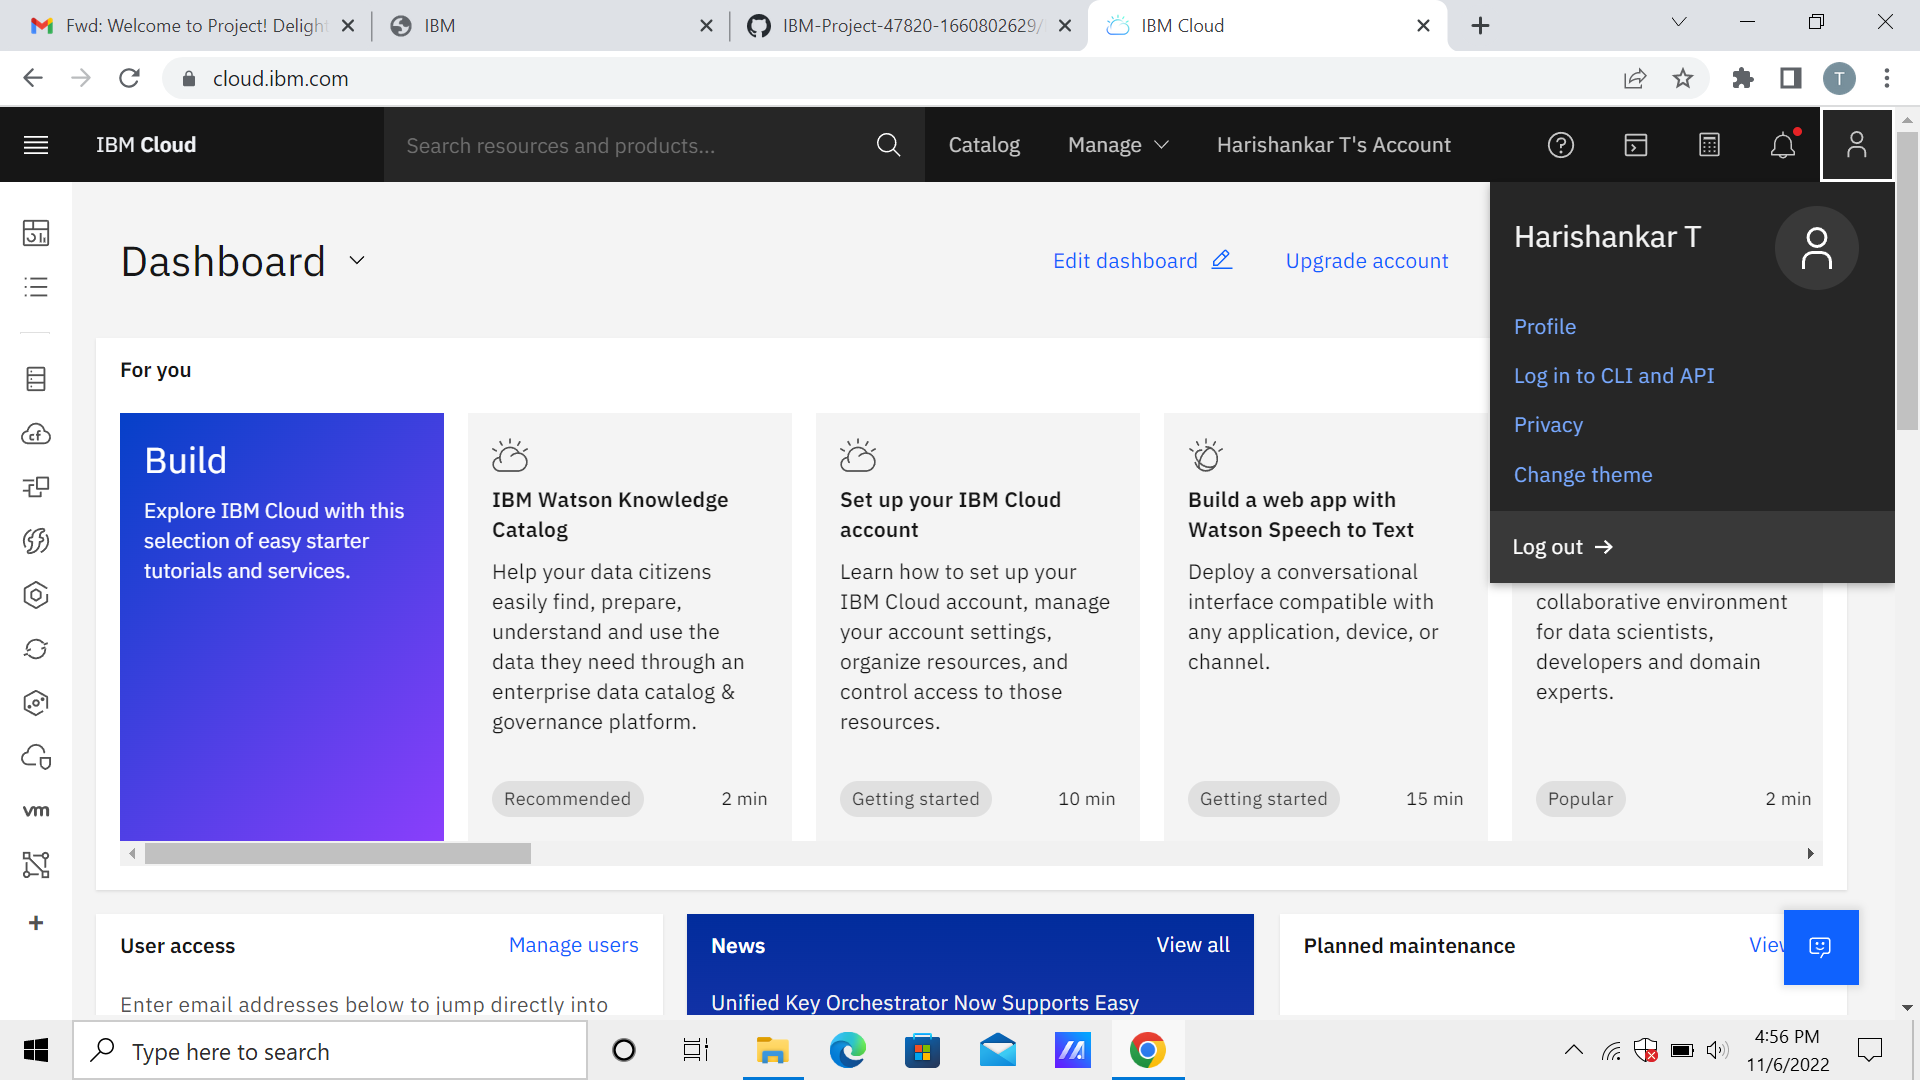 Fwd: Welcome to Project! Delight
IBM
IBM-Project-47820-1660802629/
IBM Cloud
cloud.ibm.com
T
IBM Cloud
Search resources and products...
Catalog
Manage
Harishankar T's Account
Harishankar T
Profile
Log in to CLI and API
Privacy
Change theme
Log out →
Dashboard
Edit dashboard
Upgrade account
For you
Build
Explore IBM Cloud with this
selection of easy starter
tutorials and services.
IBM Watson Knowledge
Catalog
Help your data citizens
easily find, prepare,
understand and use the
data they need through an
enterprise data catalog &
governance platform.
Recommended
2 min
Set up your IBM Cloud
account
Learn how to set up your
IBM Cloud account, manage
your account settings,
organize resources, and
control access to those
resources.
Getting started
10 min
Build a web app with
Watson Speech to Text
Deploy a conversational
interface compatible with
any application, device, or
channel.
Getting started
15 min
collaborative environment
for data scientists,
developers and domain
experts.
Popular
2 min
cf
vm
User access
Manage users
Enter email addresses below to jump directly into
News
View all
Unified Key Orchestrator Now Supports Easy
Planned maintenance
Type here to search
4:56 PM
11/6/2022